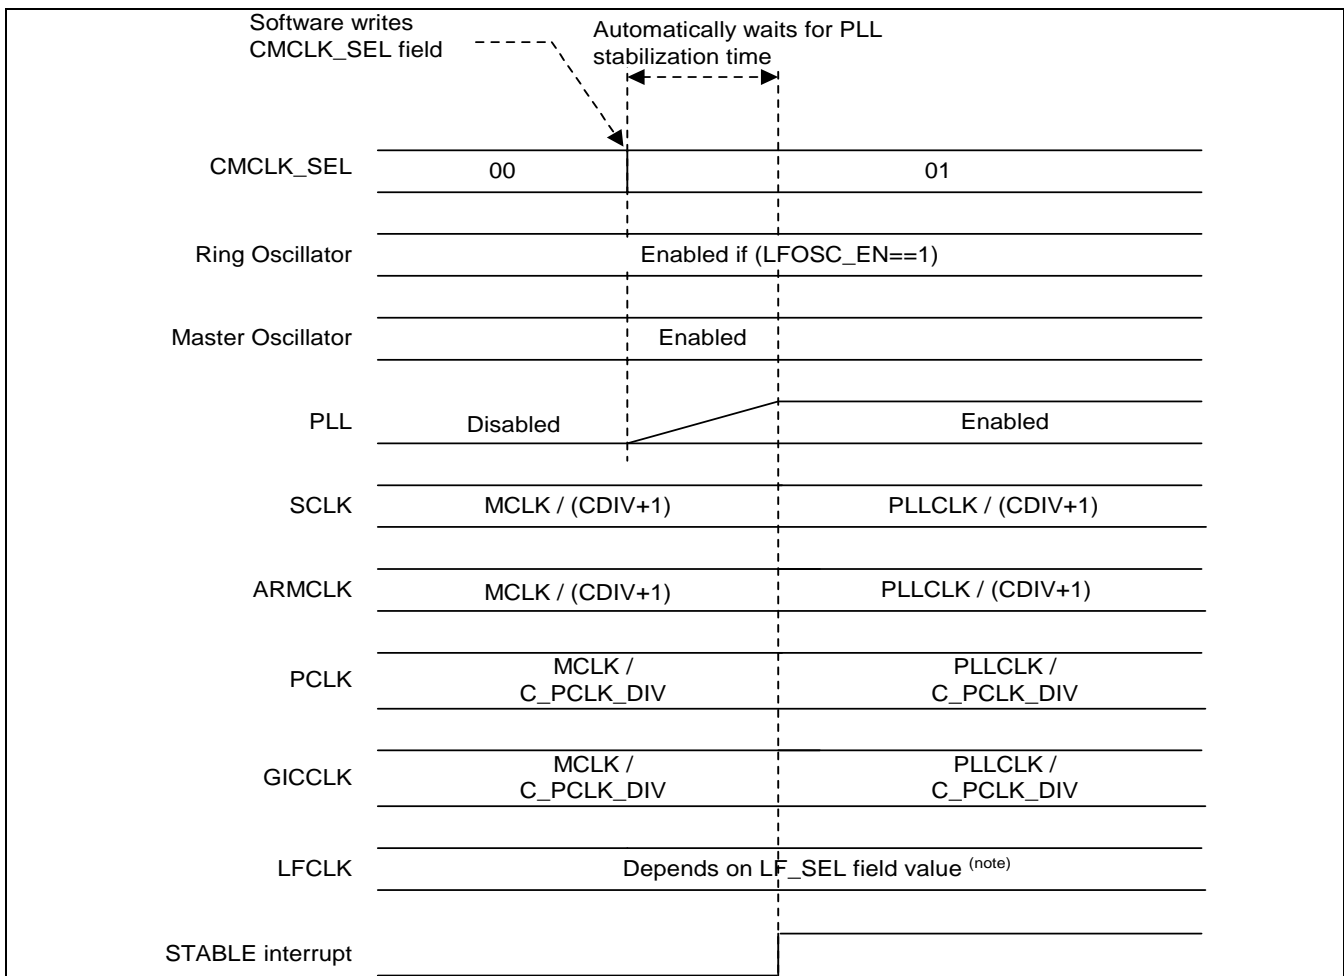 Software writes
CMCLK_SEL field
Automatically waits for PLL
stabilization time
CMCLK_SEL
00
01
Ring Oscillator
Enabled if (LFOSC_EN==1)
Master Oscillator
Enabled
PLL
Disabled
Enabled
SCLK
MCLK / (CDIV+1)
PLLCLK / (CDIV+1)
ARMCLK
MCLK / (CDIV+1)
PLLCLK / (CDIV+1)
PCLK
MCLK /
C_PCLK_DIV
PLLCLK /
C_PCLK_DIV
GICCLK
MCLK /
C_PCLK_DIV
PLLCLK /
C_PCLK_DIV
LFCLK
Depends on LF_SEL field value (note)
STABLE interrupt